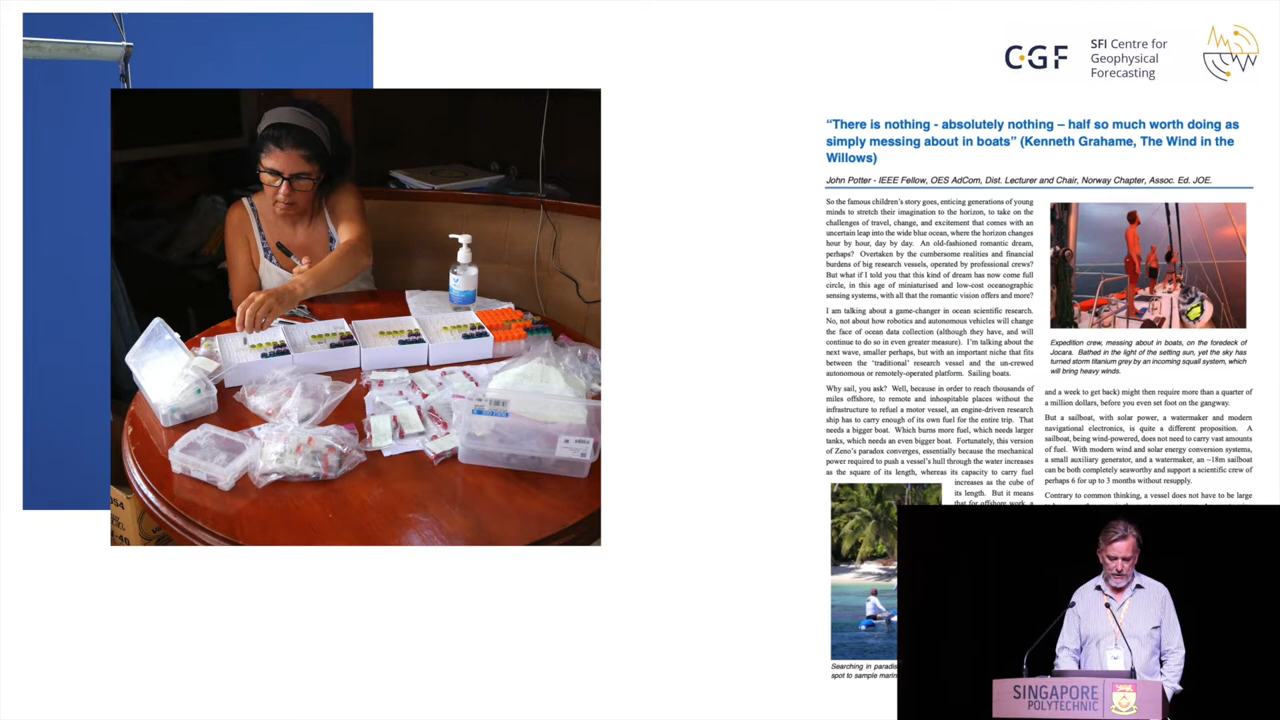 CGF
SFI Centre for
Geophysical
Forecasting
“There is nothing - absolutely nothing – half so much worth doing as
simply messing about in boats” (Kenneth Grahame, The Wind in the
Willows)
John Potter - IEEE Fellow, OES AdCom, Dist. Lecturer and Chair, Norway Chapter, Assoc. Ed. JOE.
So the famous children's story goes, enticing generations of young
minds to stretch their imagination to the horizon, to take on the
challenges of travel, change, and excitement that comes with an
uncertain leap into the wide blue ocean, where the horizon changes
hour by hour, day by day. An old-fashioned romantic dream,
perhaps? Overtaken by the cumbersome realities and financial
burdens of big research vessels, operated by professional crews?
But what if I told you that this kind of dream has now come full
circle, in this age of miniaturised and low-cost oceanographic
sensing systems, with all that the romantic vision offers and more?
I am talking about a game-changer in ocean scientific research.
No, not about how robotics and autonomous vehicles will change
the face of ocean data collection (although they have, and will
continue to do so in even greater measure). I'm talking about the
next wave, smaller perhaps, but with an important niche that fits
between the ‘traditional’ research vessel and the un-crewed
autonomous or remotely-operated platform. Sailing boats.
Why sail, you ask? Well, because in order to reach thousands of
miles offshore, to remote and inhospitable places without the
infrastructure to refuel a motor vessel, an engine-driven research
ship has to carry enough of its own fuel for the entire trip. That
needs a bigger boat. Which burns more fuel, which needs larger
tanks, which needs an even bigger boat. Fortunately, this version
of Zeno's paradox converges, essentially because the mechanical
power required to push a vessel's hull through the water increases
as the square of its length, whereas its capacity to carry fuel
increases as the cube of
its length. But it means
that for offshore work, a
Searching in paradis
spot to sample marin
Expedition crew, messing about in boats, on the foredeck of
Jocara. Bathed in the light of the setting sun, yet the sky has
turned storm titanium grey by an incoming squall system, which
will bring heavy winds.
and a week to get back) might then require more than a quarter of
a million dollars, before you even set foot on the gangway.
But a sailboat, with solar power, a watermaker and modern
navigational electronics, is quite a different proposition. A
sailboat, being wind-powered, does not need to carry vast amounts
of fuel. With modern wind and solar energy conversion systems,
a small auxiliary generator, and a watermaker, an ~18m sailboat
can be both completely seaworthy and support a scientific crew of
perhaps 6 for up to 3 months without resupply.
Contrary to common thinking, a vessel does not have to be large
SINGAPORE
POLYTECHNIC